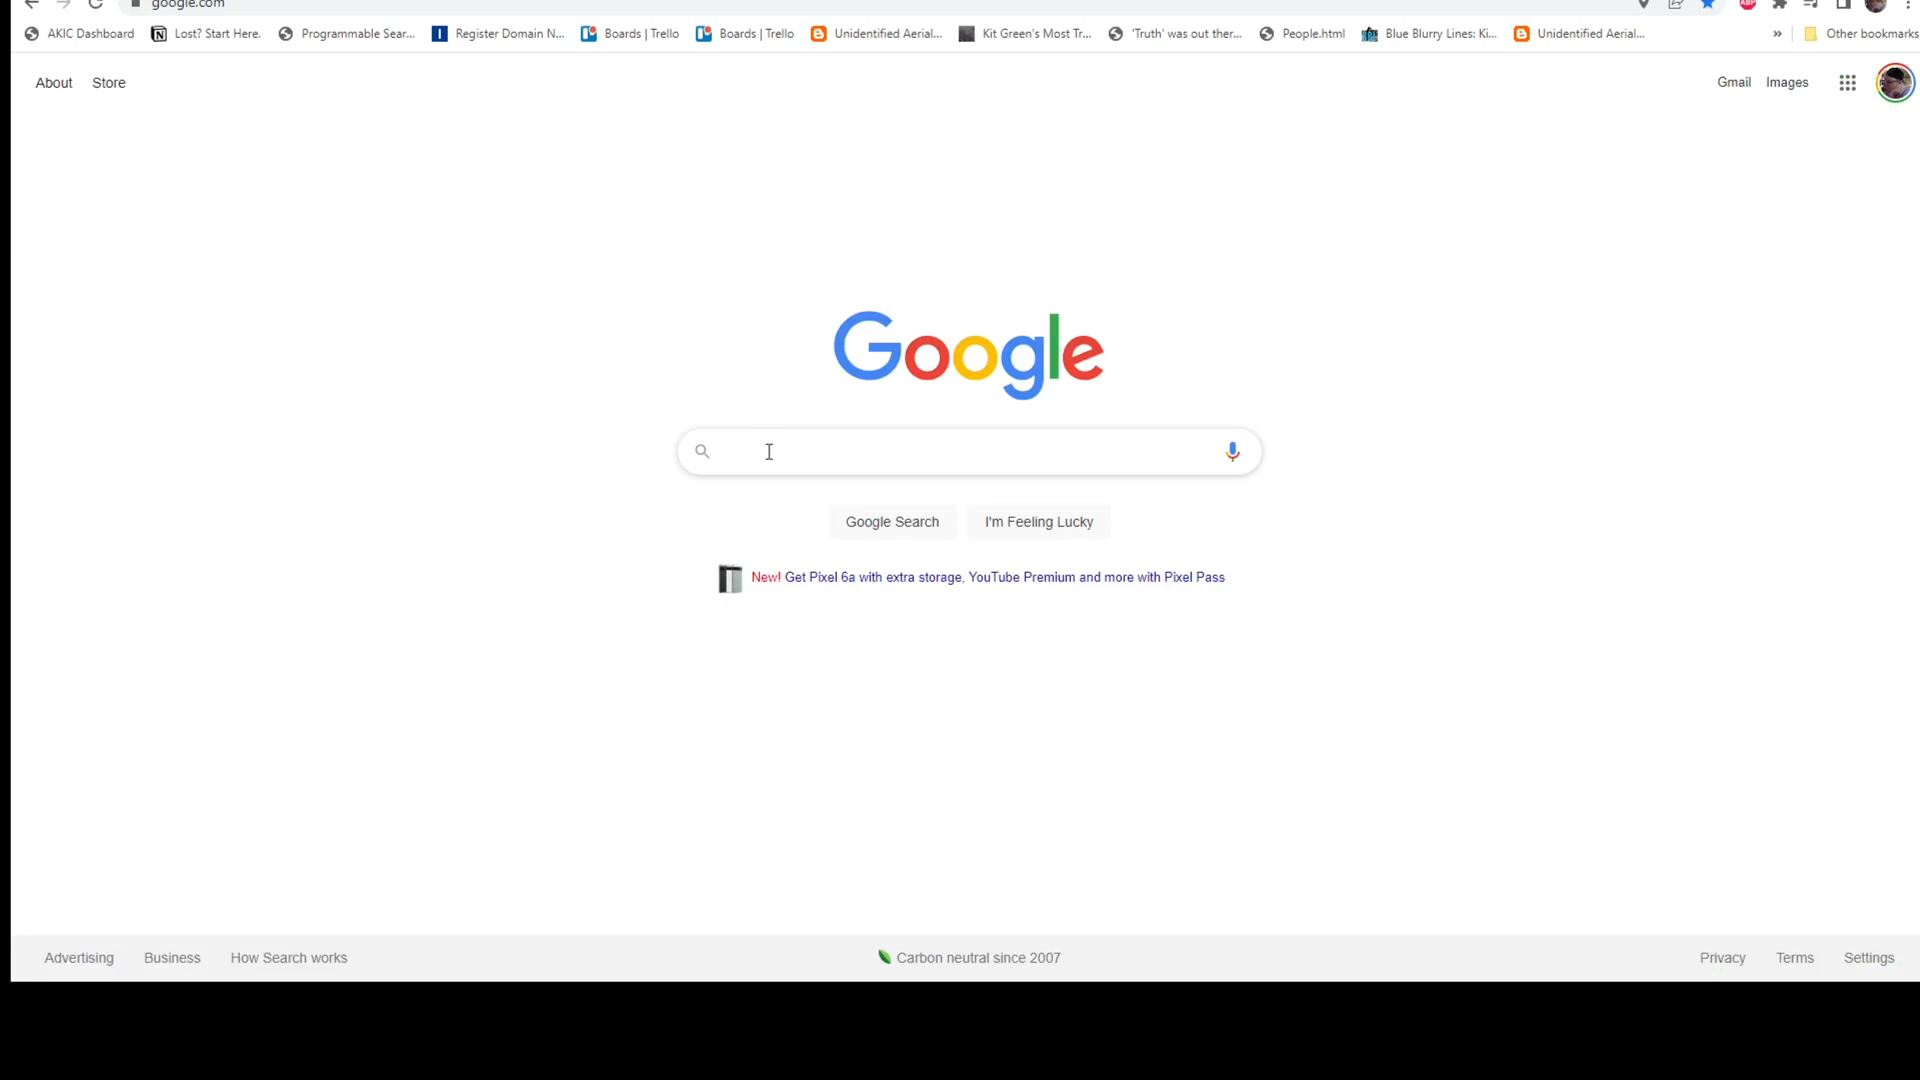 google.com
AKIC Dashboard Lost? Start Here. Programmable Sear... Register Domain N... Boards | Trello Boards | Trello Unidentified Aerial... Kit Green's Most Tr... 'Truth' was out ther... People.html Blue Blurry Lines: Ki... Unidentified Aerial... » Other bookmarks
About Store Gmail Images
Google
Google Search I'm Feeling Lucky
New! Get Pixel 6a with extra storage, YouTube Premium and more with Pixel Pass
Advertising Business How Search works Carbon neutral since 2007 Privacy Terms Settings